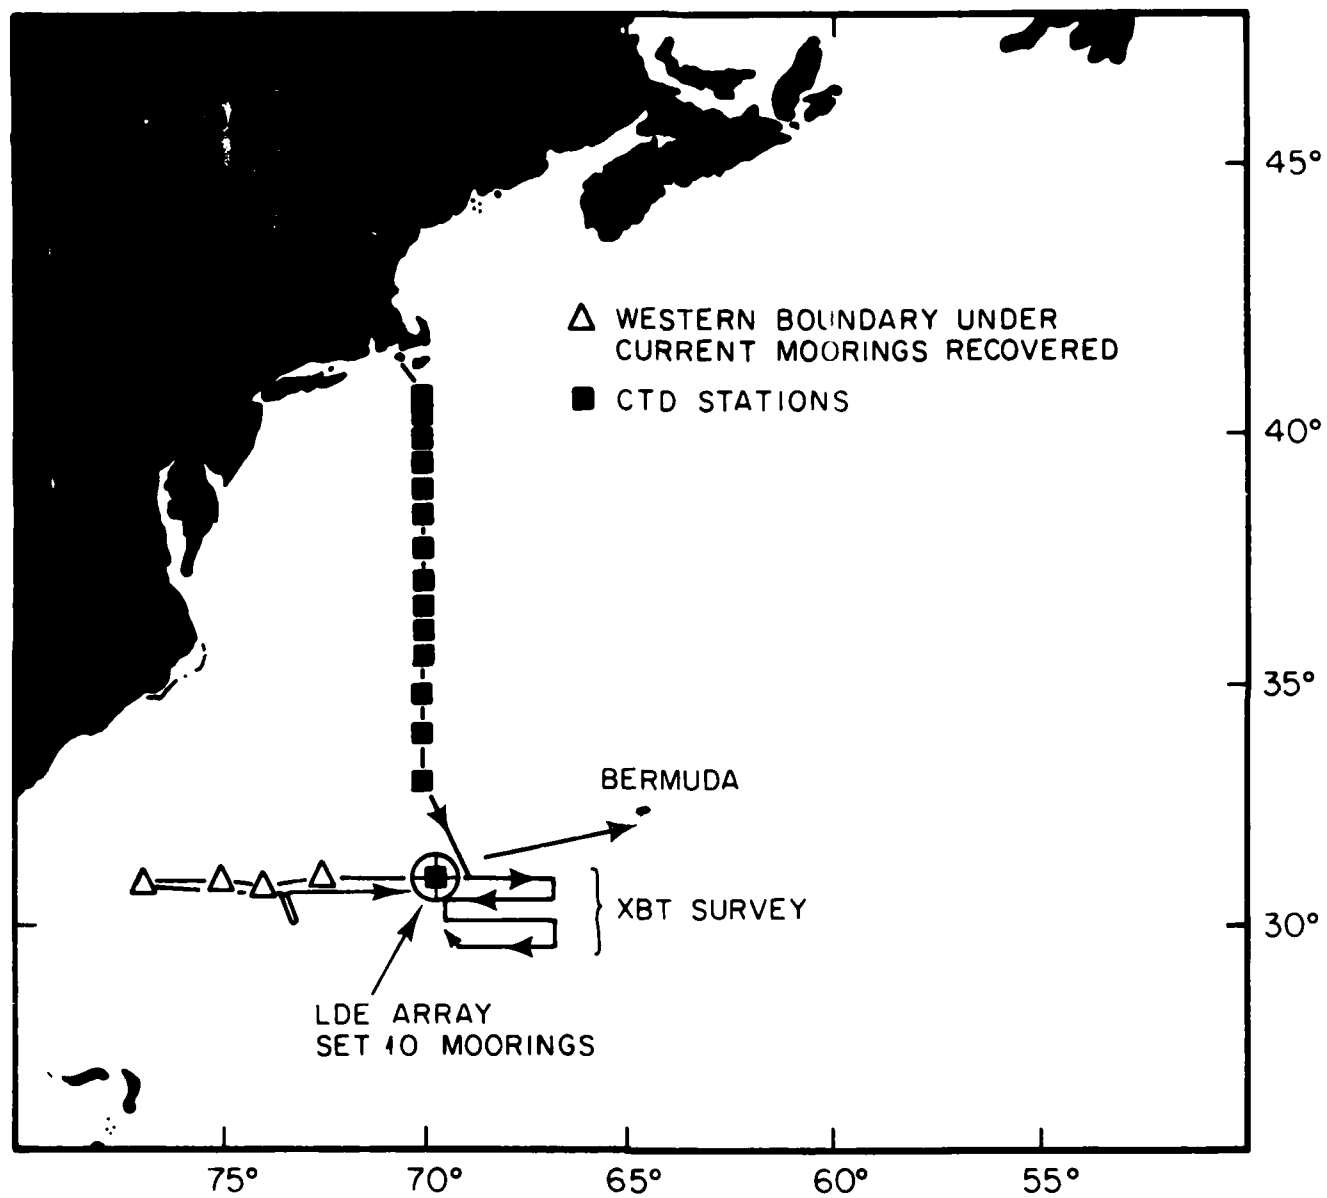 45°
WESTERN BOUNDARY UNDER
CURRENT MOORINGS RECOVERED
CTD STATIONS
40°
35°
BERMUDA
XBT SURVEY
30°
LDE ARRAY
SET 10 MOORINGS
75° 70° 65° 60° 55°